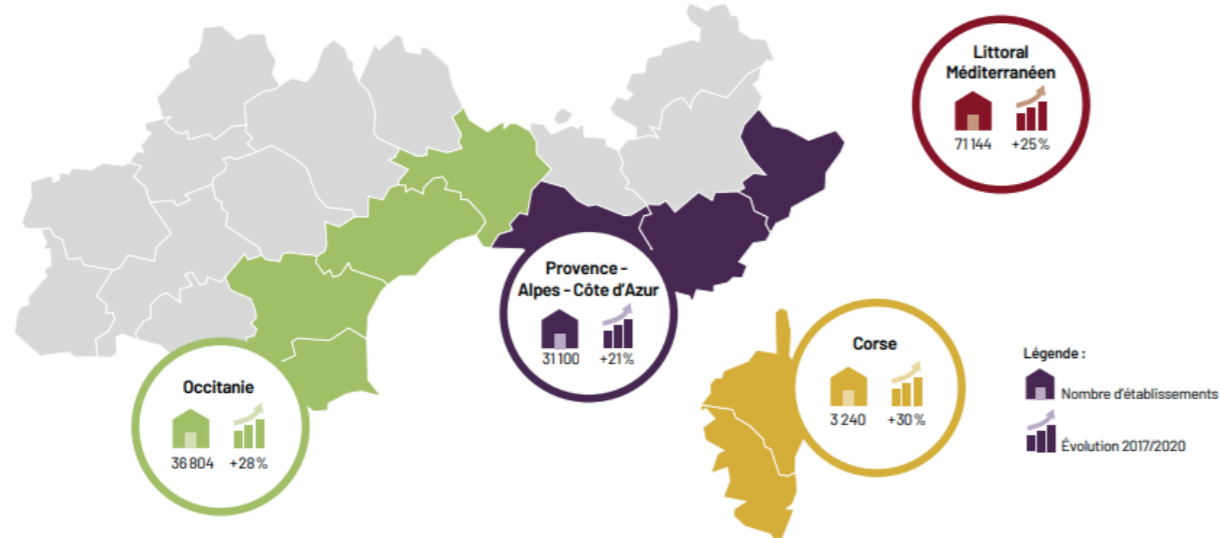 Littoral
Méditerranéen
71 144 +25%
Provence -
Alpes - Côte d'Azur
31 100 +21%
Corse
3 240 +30%
Légende :
Nombre d'établissements
Évolution 2017/2020
Occitanie
36 804 +28%